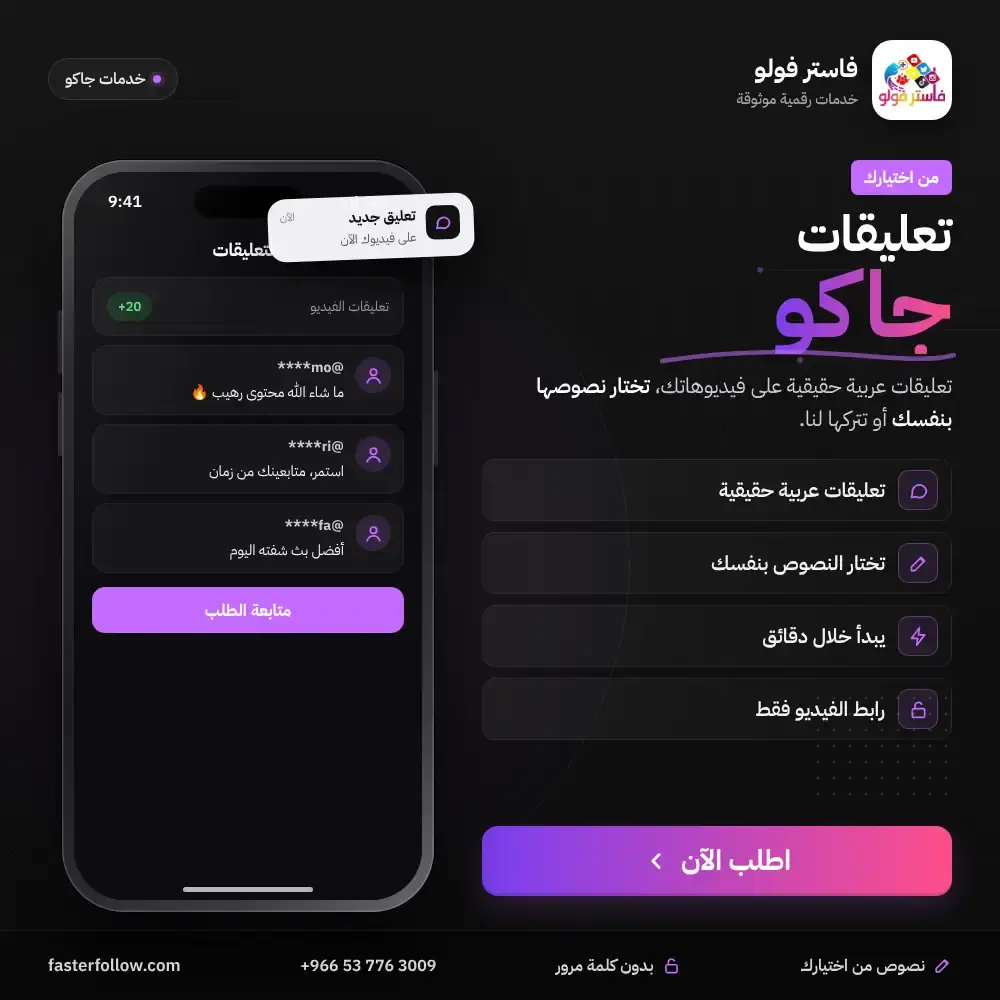 فاستر فولو
فاستر فولو
خدمات رقمية موثوقة
خدمات جاكو
من اختيارك
تعليقات
جاكو
تعليقات عربية حقيقية على فيديوهاتك، تختار نصوصها
بنفسك أو تتركها لنا.
تعليقات عربية حقيقية
تختار النصوص بنفسك
يبدأ خلال دقائق
رابط الفيديو فقط
اطلب الآن
9:41
تعليق جديد
الآن
على فيديوك الآن
التعليقات
تعليقات الفيديو
+20
@mo****
ما شاء الله محتوى رهيب 🔥
@ri****
استمر، متابعينك من زمان
@fa****
أفضل بث شفته اليوم
متابعة الطلب
نصوص من اختيارك
بدون كلمة مرور
+966 53 776 3009
fasterfollow.com